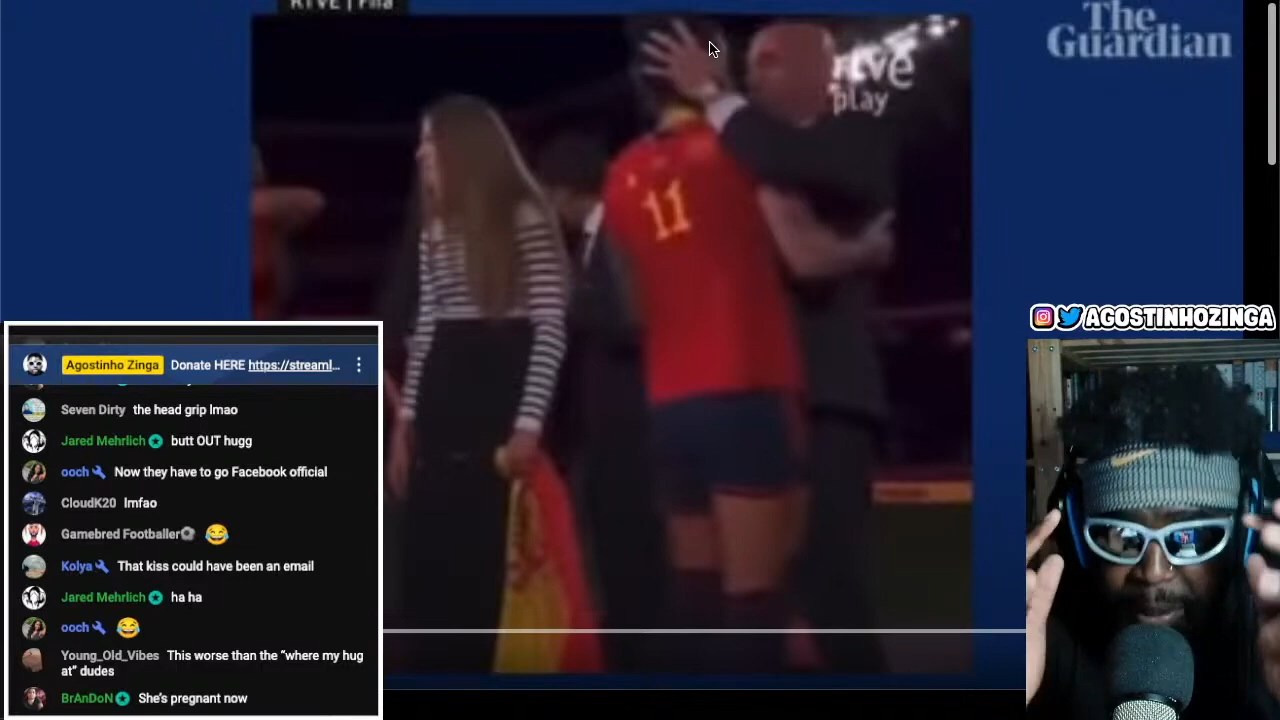 RTVE | Fifa
The
Guardian
rtve
play
11
@AGOSTINHOZINGA
Agostinho Zinga Donate HERE https://streaml...
Seven Dirty the head grip lmao
Jared Mehrlich butt OUT hugg
ooch Now they have to go Facebook official
CloudK20 lmfao
Gamebred Footballer⚽ 😂
Kolya That kiss could have been an email
Jared Mehrlich ha ha
ooch 😂
Young_Old_Vibes This worse than the “where my hug
at” dudes
BrAnDoN She's pregnant now